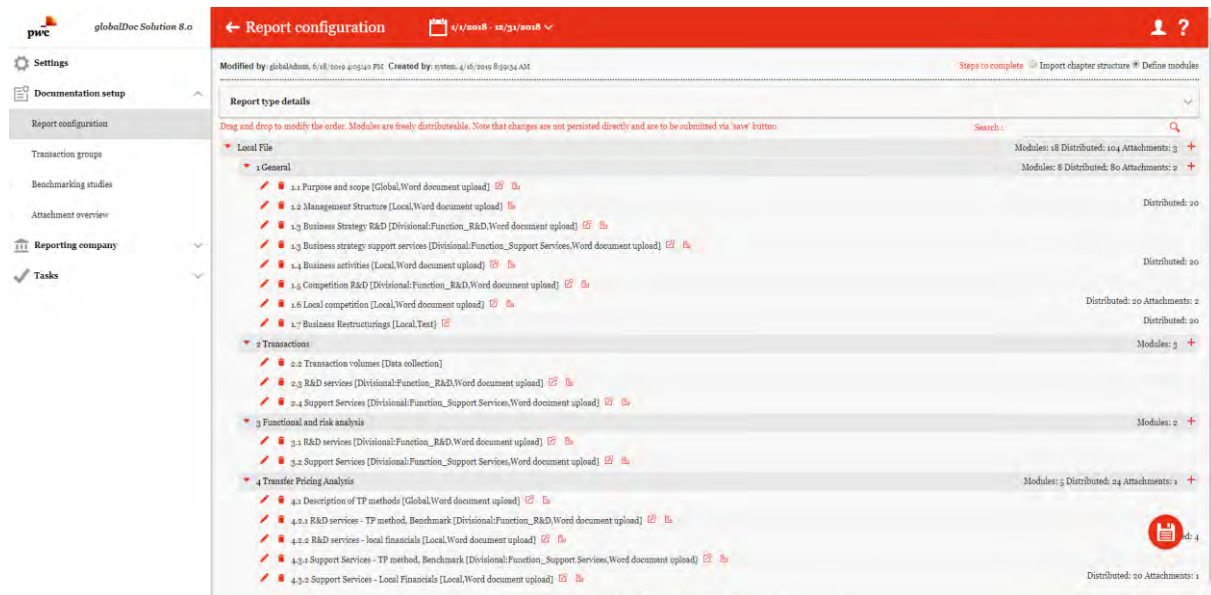 pwc
globalDoc Solution 8.0
← Report configuration
1/1/2018 - 12/31/2018
?
Settings
Documentation setup
Report configuration
Transaction groups
Benchmarking studies
Attachment overview
Reporting company
Tasks
Modified by: globalAdmin, 6/18/2019 4:05:40 PM Created by: system, 4/16/2019 8:59:34 AM
Steps to complete Import chapter structure Define modules
Report type details
Drag and drop to modify the order. Modules are freely distributeable. Note that changes are not persisted directly and are to be submitted via 'save' button
Search :
Local File Modules: 18 Distributed: 104 Attachments: 3 +
1 General Modules: 8 Distributed: 80 Attachments: 2 +
1.1 Purpose and scope [Global,Word document upload]
1.2 Management Structure [Local,Word document upload] Distributed: 20
1.3 Business Strategy R&D [Divisional:Function_R&D,Word document upload]
1.3 Business strategy support services [Divisional:Function_Support Services,Word document upload]
1.4 Business activities [Local,Word document upload] Distributed: 20
1.5 Competition R&D [Divisional:Function_R&D,Word document upload]
1.6 Local competition [Local,Word document upload] Distributed: 20 Attachments: 2
1.7 Business Restructurings [Local,Text] Distributed: 20
2 Transactions Modules: 3 +
2.2 Transaction volumes [Data collection]
2.3 R&D services [Divisional:Function_R&D,Word document upload]
2.4 Support Services [Divisional:Function_Support Services,Word document upload]
3 Functional and risk analysis Modules: 2 +
3.1 R&D services [Divisional:Function_R&D,Word document upload]
3.2 Support Services [Divisional:Function_Support Services,Word document upload]
4 Transfer Pricing Analysis Modules: 5 Distributed: 24 Attachments: 1 +
4.1 Description of TP methods [Global,Word document upload]
4.2.1 R&D services - TP method, Benchmark [Divisional:Function_R&D,Word document upload]
4.2.2 R&D services - local financials [Local,Word document upload] ed: 4
4.3.1 Support Services - TP method, Benchmark [Divisional:Function_Support Services,Word document upload]
4.3.2 Support Services - Local Financials [Local,Word document upload] Distributed: 20 Attachments: 1